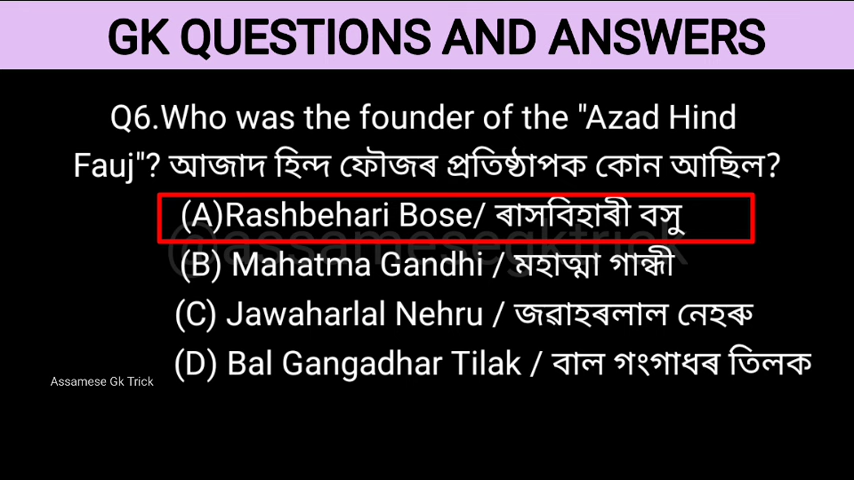 GK QUESTIONS AND ANSWERS
Q6.Who was the founder of the "Azad Hind
Fauj"? আজাদ হিন্দ ফৌজৰ প্ৰতিষ্ঠাপক কোন আছিল?
(A)Rashbehari Bose/ ৰাসবিহাৰী বসু
@assamesegktrick
(B) Mahatma Gandhi / মহাত্মা গান্ধী
(C) Jawaharlal Nehru / জৱাহৰলাল নেহৰু
(D) Bal Gangadhar Tilak / বাল গংগাধৰ তিলক
Assamese Gk Trick